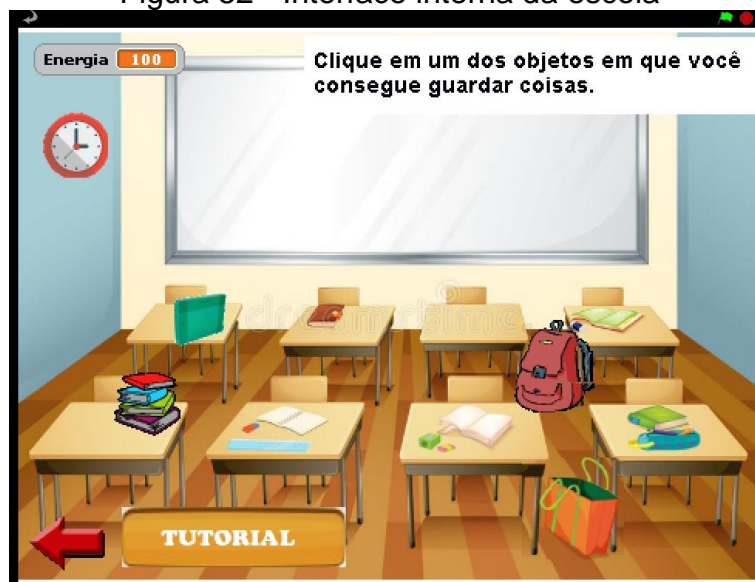 Figura 32 - Interface interna da escola
Energia 100
Clique em um dos objetos em que você
consegue guardar coisas.
dreamstime
TUTORIAL